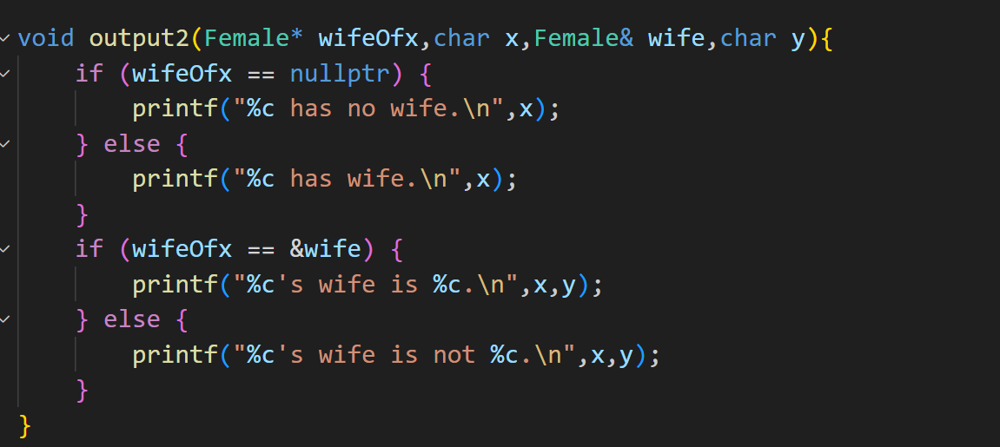 void output2(Female* wifeOfx,char x,Female& wife,char y){
    if (wifeOfx == nullptr) {
        printf("%c has no wife.\n",x);
    } else {
        printf("%c has wife.\n",x);
    }
    if (wifeOfx == &wife) {
        printf("%c's wife is %c.\n",x,y);
    } else {
        printf("%c's wife is not %c.\n",x,y);
    }
}